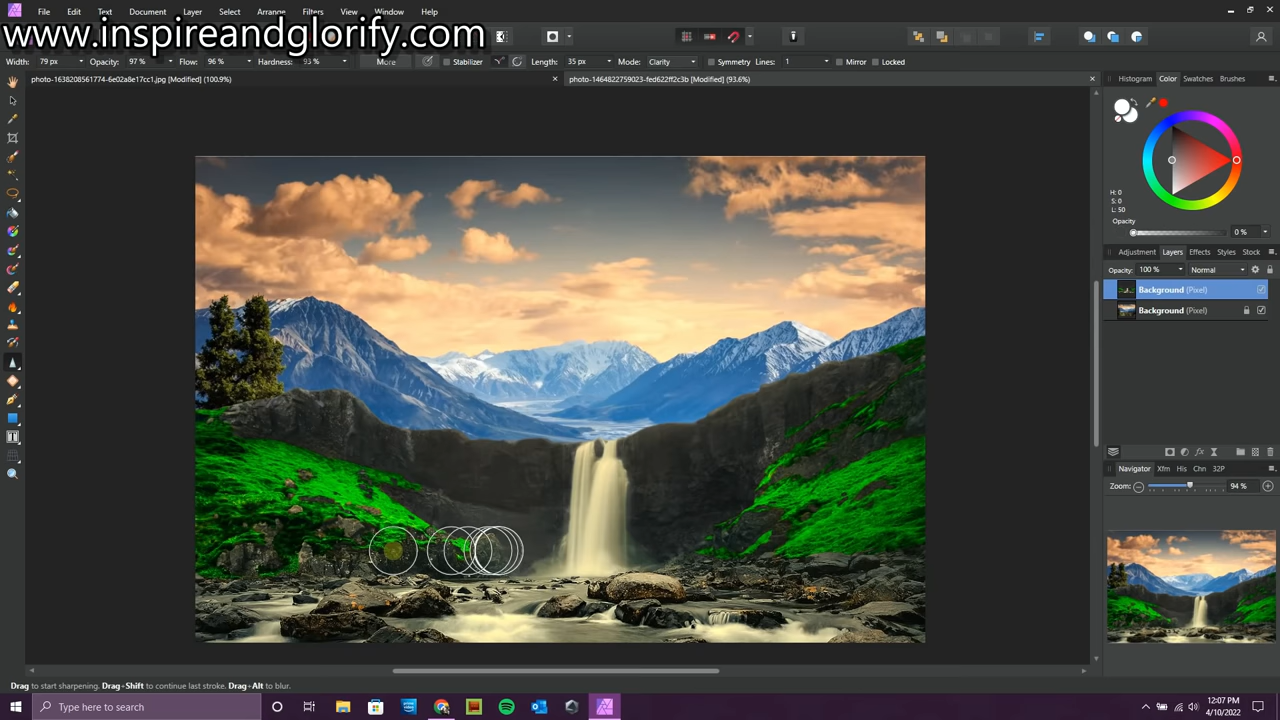 File Edit Text Document Layer Select Arrange Filters View Window Help
www.inspireandglorify.com
Width: 79 px Opacity: 97 % Flow: 96 % Hardness: 93 % More Stabilizer Length: 35 px Mode: Clarity Symmetry Lines: 1 Mirror Locked
photo-1638208561774-6e02a8e17cc1.jpg [Modified] (100.9%) photo-1464822759023-fed622ff2c3b [Modified] (93.6%)
Histogram Color Swatches Brushes
H: 0
S: 0
L: 50
Opacity
0 %
Adjustment Layers Effects Styles Stock
Opacity: 100 % Normal
Background (Pixel)
Background (Pixel)
Navigator Xfm His Chn 32P
Zoom: 94 %
Drag to start sharpening. Drag+Shift to continue last stroke. Drag+Alt to blur.
Type here to search
12:07 PM
4/10/2022